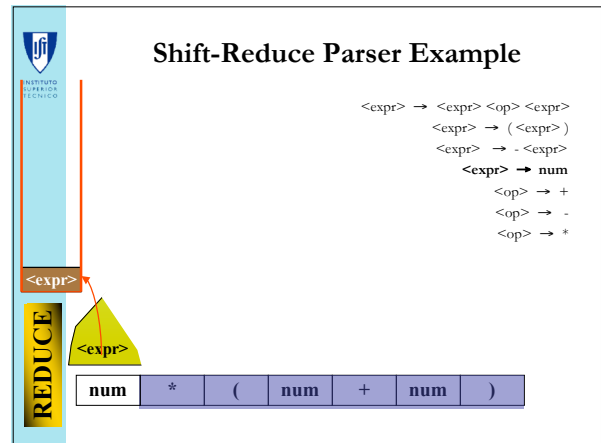 Shift-Reduce Parser Example
INSTITUTO
SUPERIOR
TÉCNICO
<expr> → <expr> <op> <expr>
<expr> → ( <expr> )
<expr> → - <expr>
<expr> → num
<op> → +
<op> → -
<op> → *
<expr>
REDUCE
<expr>
num * ( num + num )